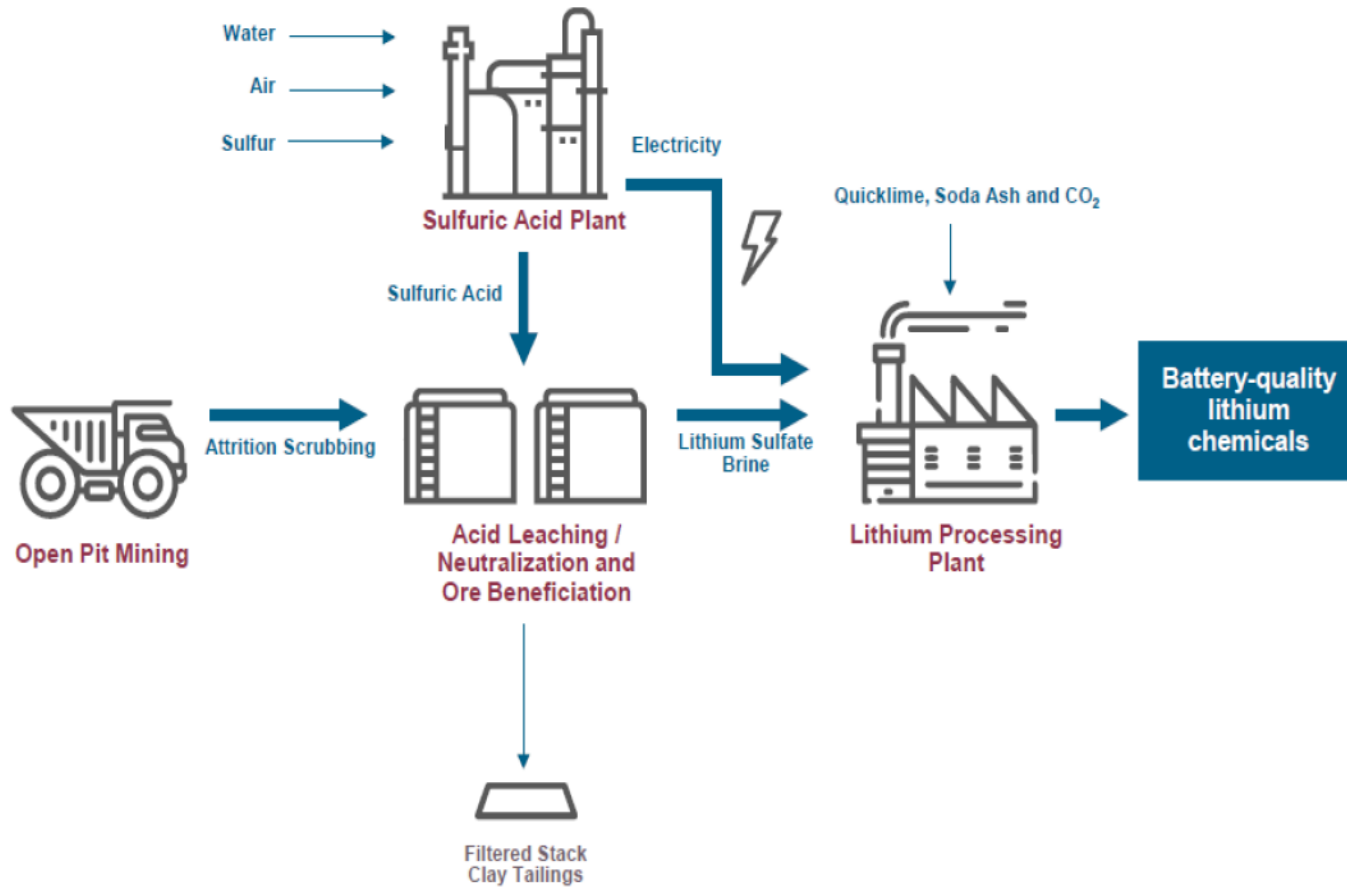 Water
Air
Sulfur
Sulfuric Acid Plant
Electricity
Quicklime, Soda Ash and CO₂
Sulfuric Acid
Attrition Scrubbing
Lithium Sulfate
Brine
Battery-quality
lithium
chemicals
Open Pit Mining
Acid Leaching /
Neutralization and
Ore Beneficiation
Lithium Processing
Plant
Filtered Stack
Clay Tailings